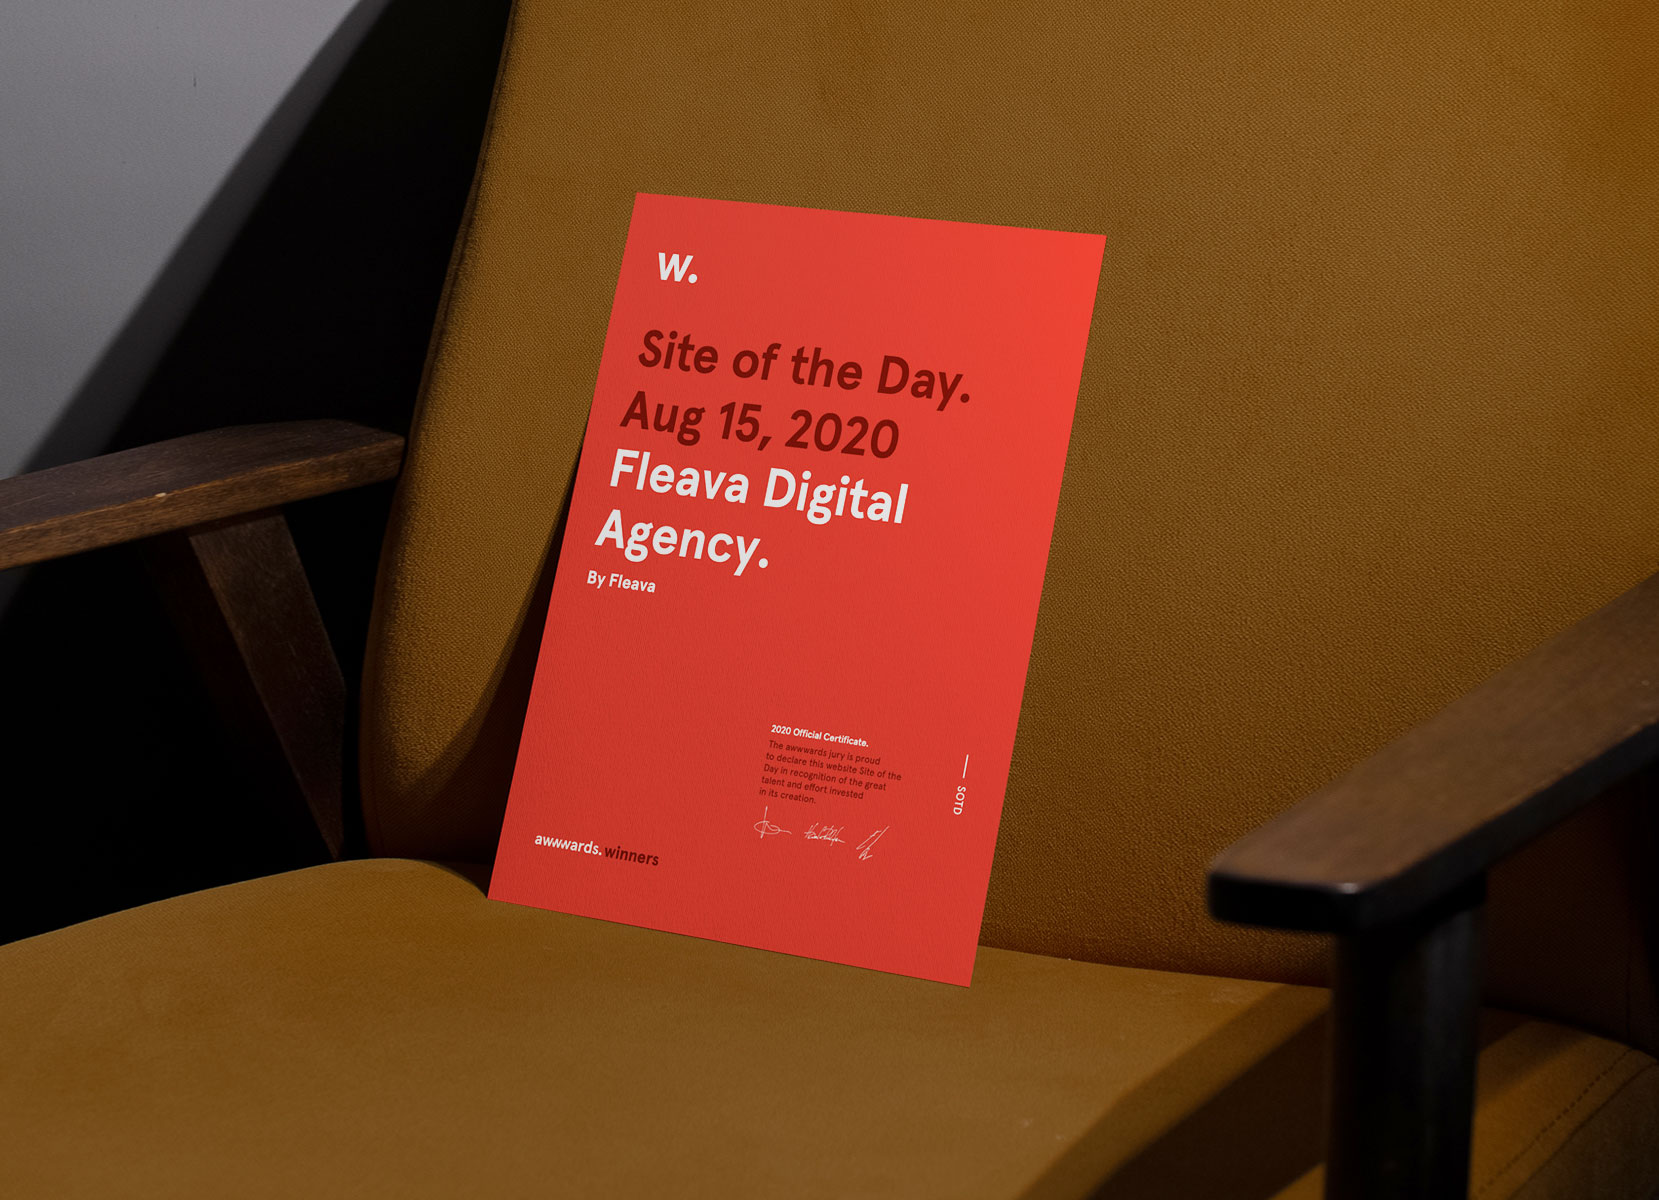 w.
Site of the Day.
Aug 15, 2020
Fleava Digital
Agency.
By Fleava
2020 Official Certificate.
The awwwards jury is proud
to declare this website Site of the
Day in recognition of the great
talent and effort invested
in its creation.
SOTD
awwwards.winners